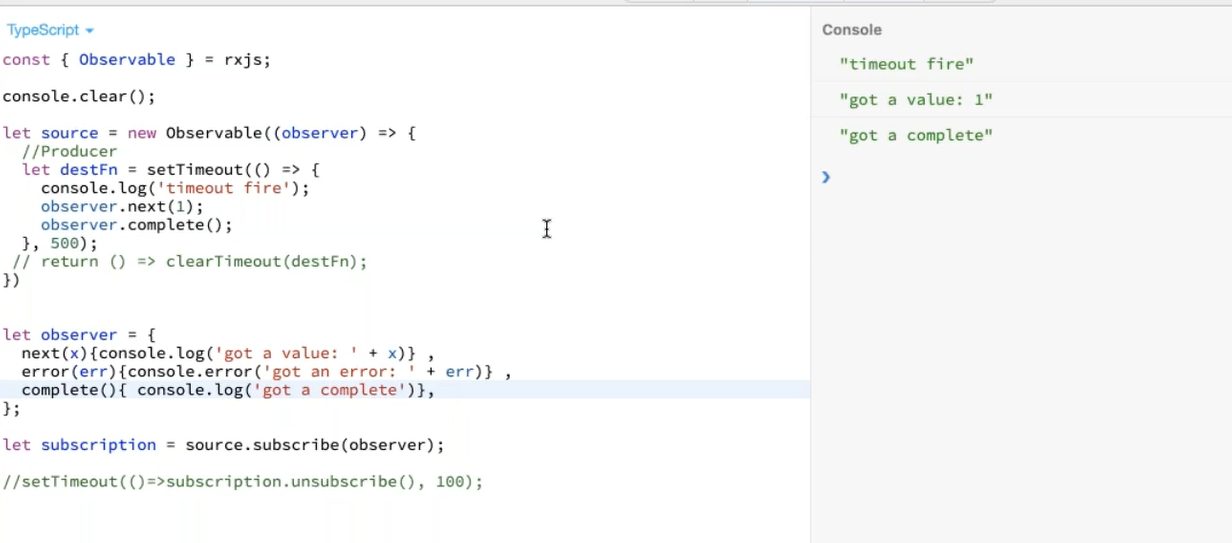 TypeScript
const { Observable } = rxjs;
console.clear();
let source = new Observable((observer) => {
//Producer
let destFn = setTimeout(() => {
console.log('timeout fire');
observer.next(1);
observer.complete();
}, 500);
// return () => clearTimeout(destFn);
})
let observer = {
next(x){console.log('got a value: ' + x)} ,
error(err){console.error('got an error: ' + err)} ,
complete(){ console.log('got a complete')},
};
let subscription = source.subscribe(observer);
//setTimeout(()=>subscription.unsubscribe(), 100);
Console
"timeout fire"
"got a value: 1"
"got a complete"